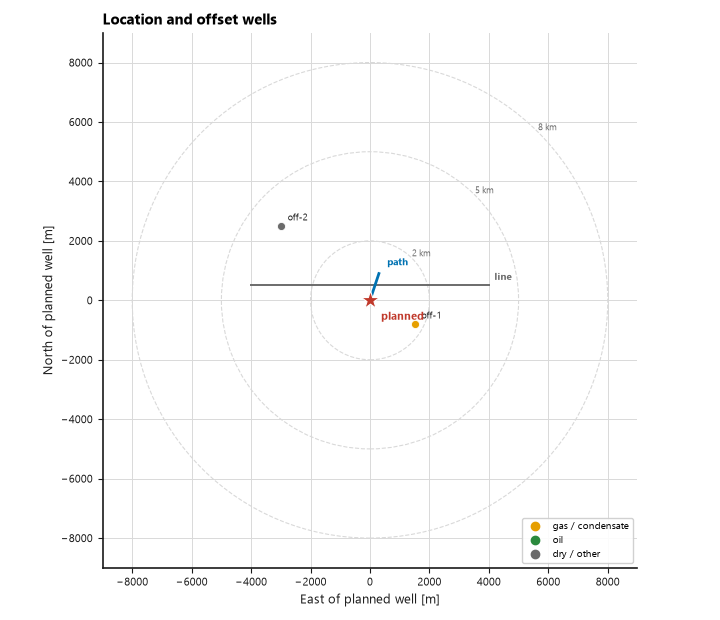 Location and offset wells
North of planned well [m]
8000
6000
4000
2000
0
−2000
−4000
−6000
−8000
8 km
5 km
off-2
2 km
path
line
planned
off-1
gas / condensate
oil
dry / other
−8000
−6000
−4000
−2000
0
2000
4000
6000
8000
East of planned well [m]